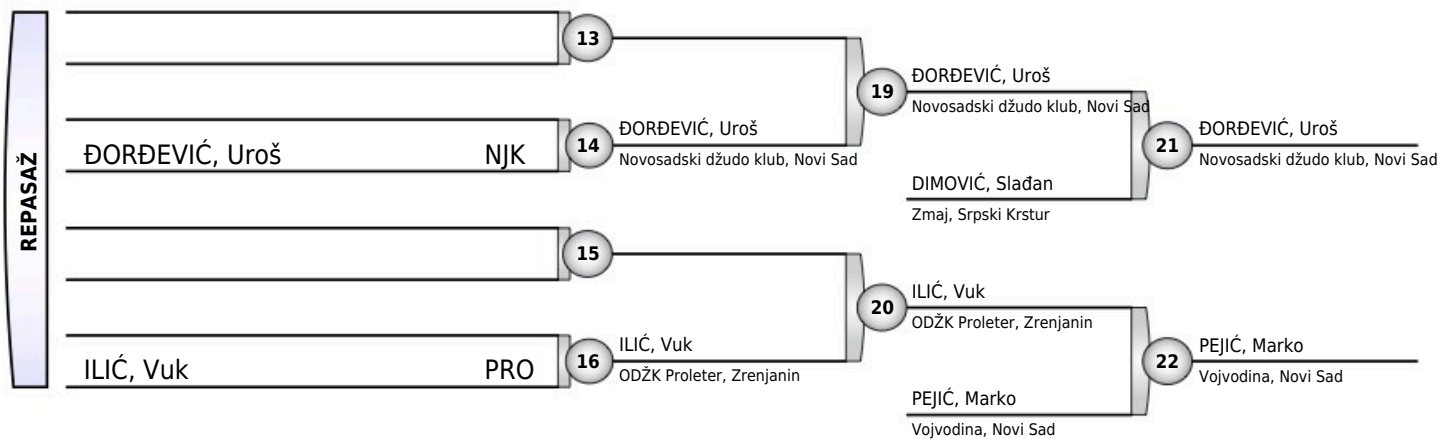 REPASAŽ
13
ĐORĐEVIĆ, Uroš NJK
14
ĐORĐEVIĆ, Uroš
Novosadski džudo klub, Novi Sad
19
ĐORĐEVIĆ, Uroš
Novosadski džudo klub, Novi Sad
DIMOVIĆ, Slađan
Zmaj, Srpski Krstur
21
ĐORĐEVIĆ, Uroš
Novosadski džudo klub, Novi Sad
15
ILIĆ, Vuk PRO
16
ILIĆ, Vuk
ODŽK Proleter, Zrenjanin
20
ILIĆ, Vuk
ODŽK Proleter, Zrenjanin
PEJIĆ, Marko
Vojvodina, Novi Sad
22
PEJIĆ, Marko
Vojvodina, Novi Sad